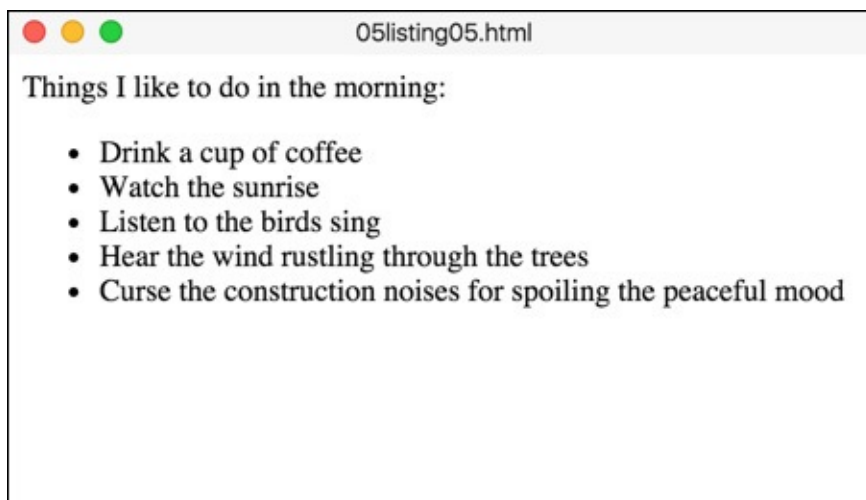 05listing05.html
Things I like to do in the morning:
• Drink a cup of coffee
• Watch the sunrise
• Listen to the birds sing
• Hear the wind rustling through the trees
• Curse the construction noises for spoiling the peaceful mood